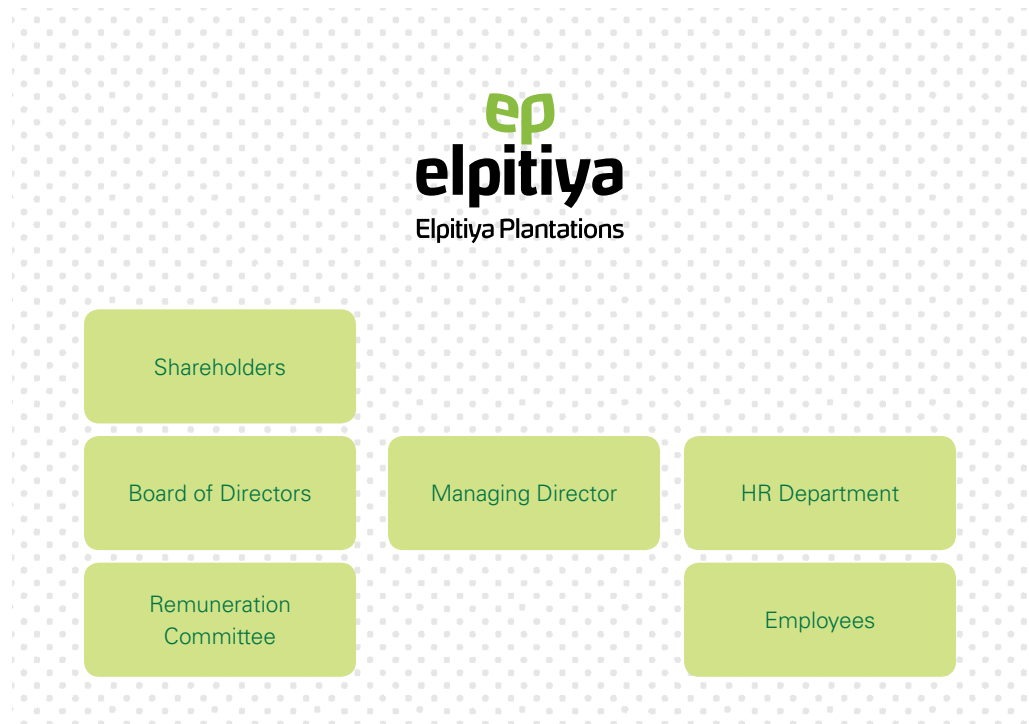 ep
elpitiya
Elpitiya Plantations
Shareholders
Board of Directors
Managing Director
HR Department
Remuneration
Committee
Employees